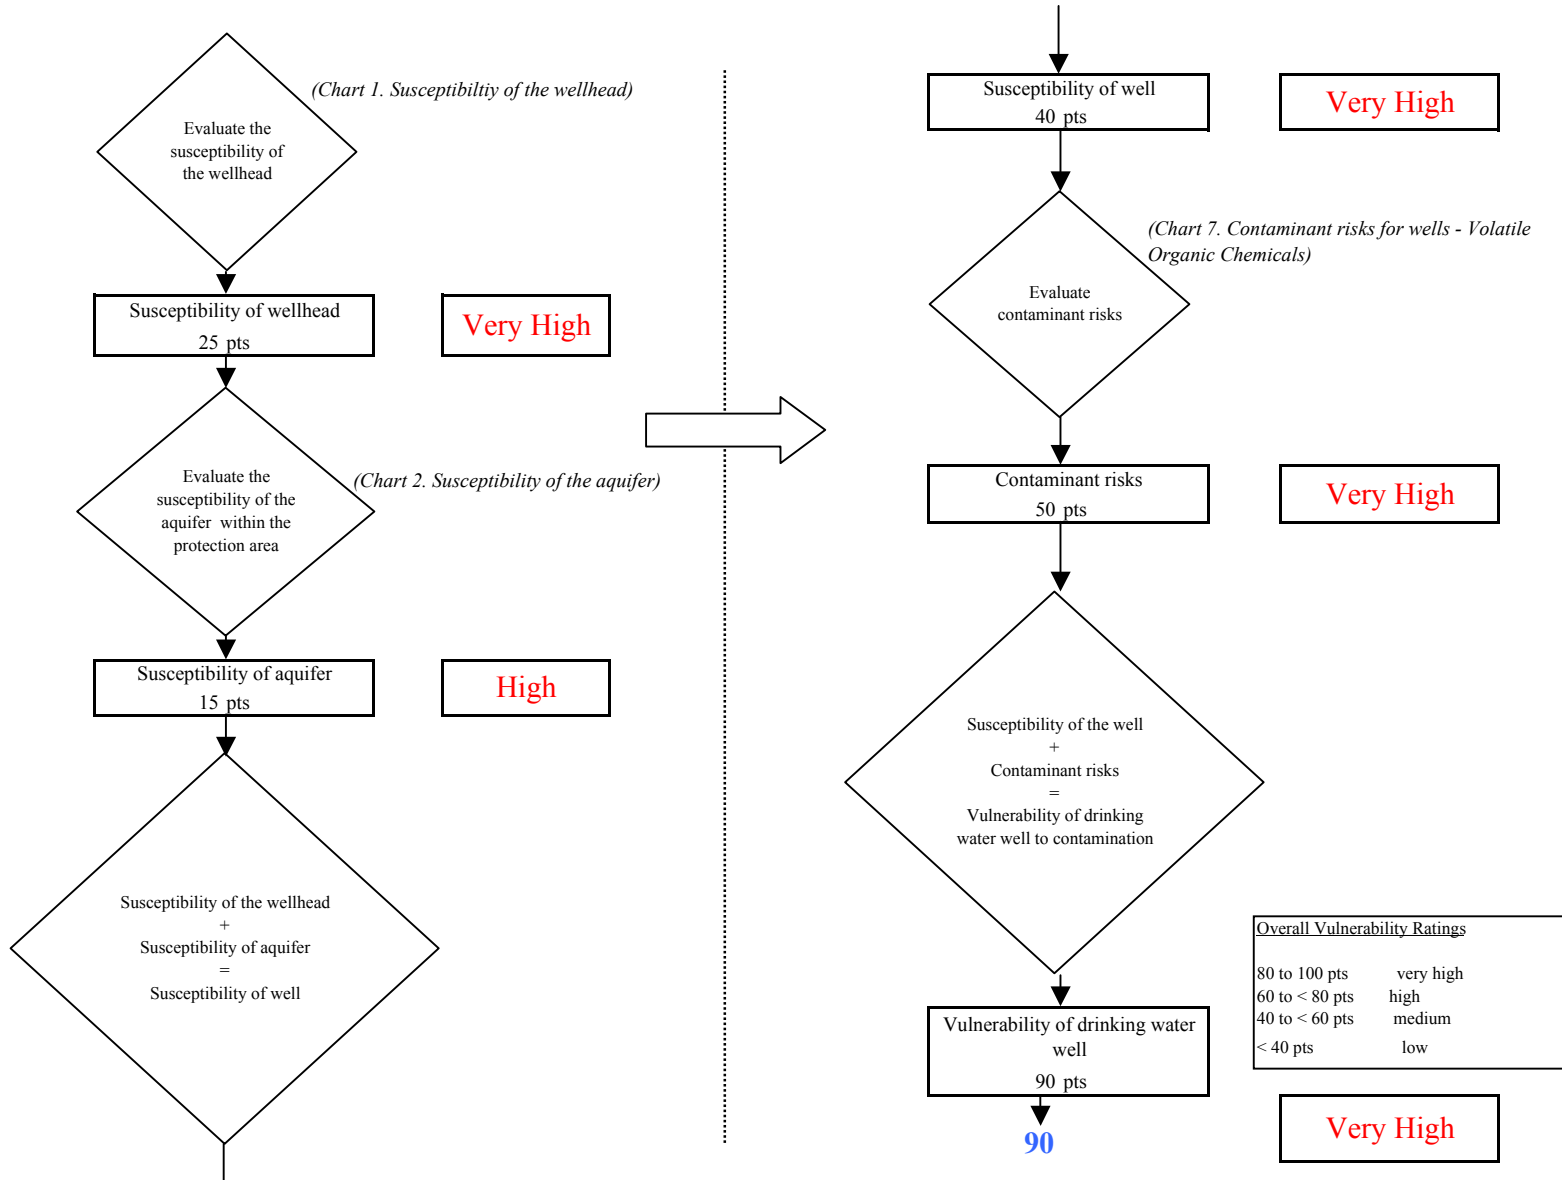 (Chart 1. Susceptibiltiy of the wellhead)
Evaluate the
susceptibility of
the wellhead
Susceptibility of wellhead
25 pts
Very High
Evaluate the
susceptibility of the
aquifer within the
protection area
(Chart 2. Susceptibility of the aquifer)
Susceptibility of aquifer
15 pts
High
Susceptibility of the wellhead
+
Susceptibility of aquifer
=
Susceptibility of well
Susceptibility of well
40 pts
Very High
(Chart 7. Contaminant risks for wells - Volatile
Organic Chemicals)
Evaluate
contaminant risks
Contaminant risks
50 pts
Very High
Susceptibility of the well
+
Contaminant risks
=
Vulnerability of drinking
water well to contamination
Overall Vulnerability Ratings
80 to 100 pts very high
60 to < 80 pts high
40 to < 60 pts medium
< 40 pts low
Vulnerability of drinking water
well
90 pts
90
Very High